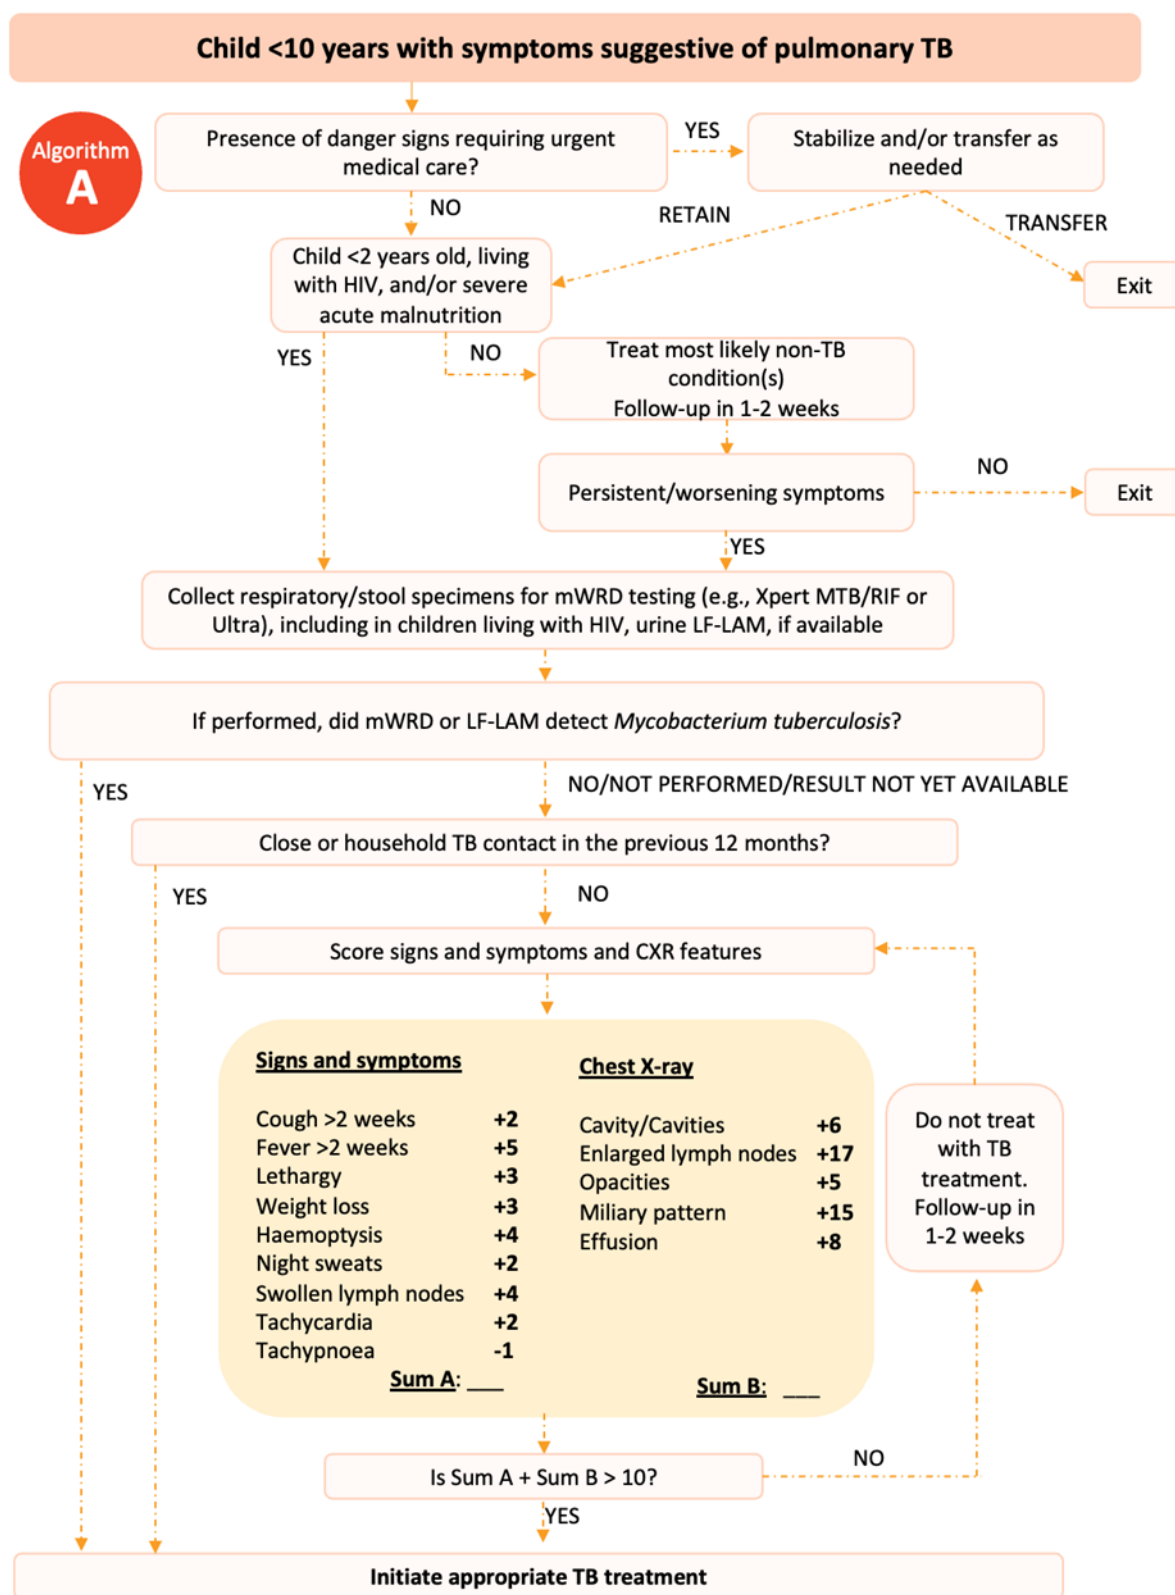 Child <10 years with symptoms suggestive of pulmonary TB
Algorithm
A
Presence of danger signs requiring urgent
medical care?
YES
Stabilize and/or transfer as
needed
NO
RETAIN
TRANSFER
Child <2 years old, living
with HIV, and/or severe
acute malnutrition
Exit
YES
NO
Treat most likely non-TB
condition(s)
Follow-up in 1-2 weeks
Persistent/worsening symptoms
NO
Exit
YES
Collect respiratory/stool specimens for mWRD testing (e.g., Xpert MTB/RIF or
Ultra), including in children living with HIV, urine LF-LAM, if available
If performed, did mWRD or LF-LAM detect Mycobacterium tuberculosis?
YES
NO/NOT PERFORMED/RESULT NOT YET AVAILABLE
Close or household TB contact in the previous 12 months?
YES
NO
Score signs and symptoms and CXR features
Signs and symptoms
Cough >2 weeks +2
Fever >2 weeks +5
Lethargy +3
Weight loss +3
Haemoptysis +4
Night sweats +2
Swollen lymph nodes +4
Tachycardia +2
Tachypnoea -1
Sum A: ___
Chest X-ray
Cavity/Cavities +6
Enlarged lymph nodes +17
Opacities +5
Miliary pattern +15
Effusion +8
Sum B: ___
Do not treat
with TB
treatment.
Follow-up in
1-2 weeks
Is Sum A + Sum B > 10?
NO
YES
Initiate appropriate TB treatment